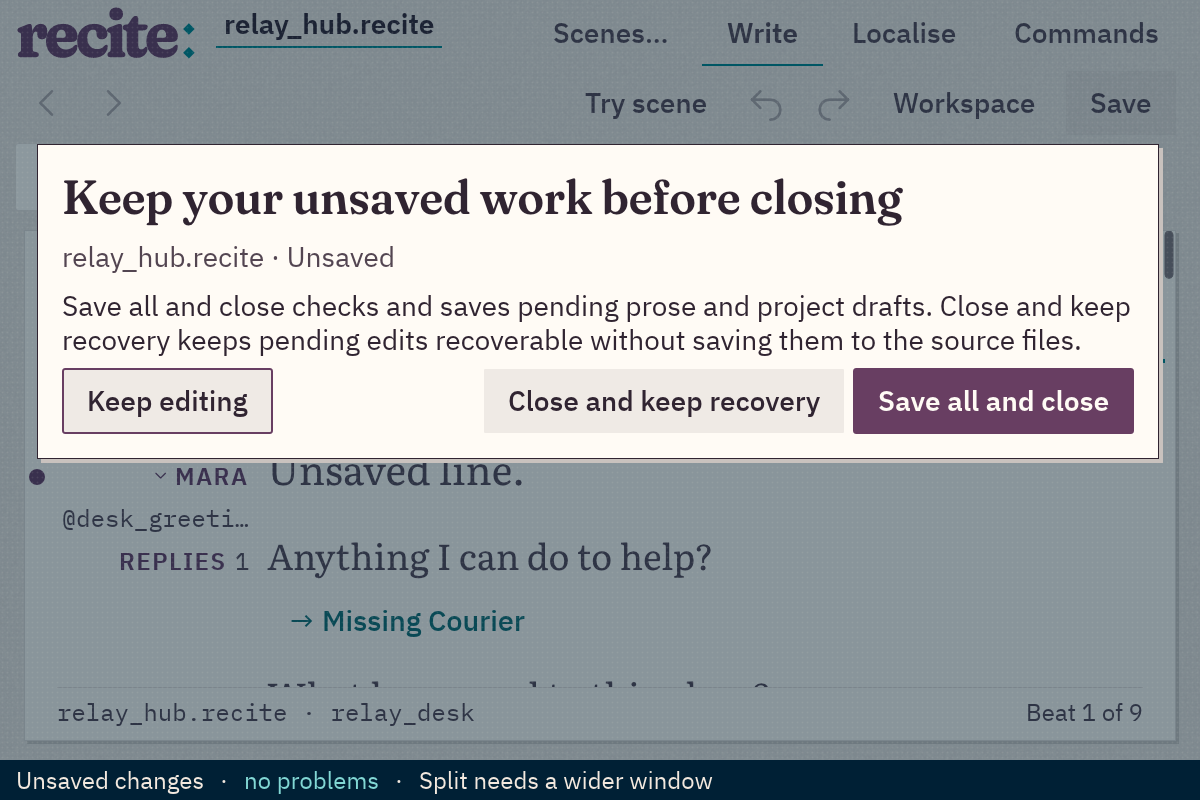 recite: relay_hub.recite Scenes... Write Localise Commands
Try scene Workspace Save
Keep your unsaved work before closing
relay_hub.recite · Unsaved
Save all and close checks and saves pending prose and project drafts. Close and keep
recovery keeps pending edits recoverable without saving them to the source files.
Keep editing Close and keep recovery Save all and close
MARA Unsaved line.
@desk_greeti…
REPLIES 1 Anything I can do to help?
→ Missing Courier
relay_hub.recite · relay_desk Beat 1 of 9
Unsaved changes · no problems · Split needs a wider window